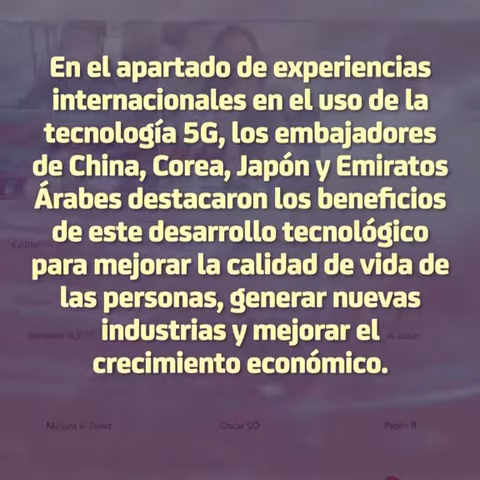 En el apartado de experiencias
internacionales en el uso de la
tecnología 5G, los embajadores
de China, Corea, Japón y Emiratos
Árabes destacaron los beneficios
de este desarrollo tecnológico
para mejorar la calidad de vida de
las personas, generar nuevas
industrias y mejorar el
crecimiento económico.